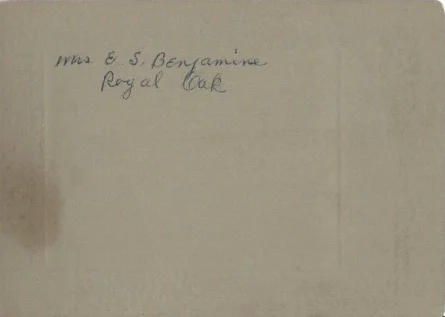 Mrs E. S. Benjamine
Royal Oak